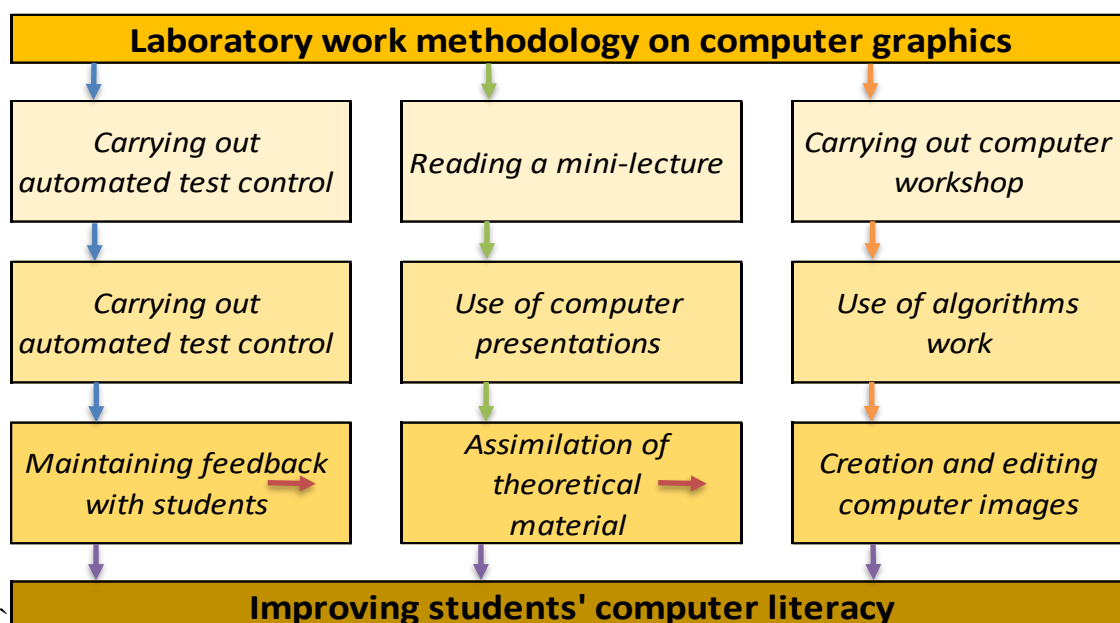 Laboratory work methodology on computer graphics
Carrying out
automated test control
Reading a mini-lecture
Carrying out computer
workshop
Carrying out
automated test control
Use of computer
presentations
Use of algorithms
work
Maintaining feedback
with students
Assimilation of
theoretical
material
Creation and editing
computer images
`
Improving students' computer literacy